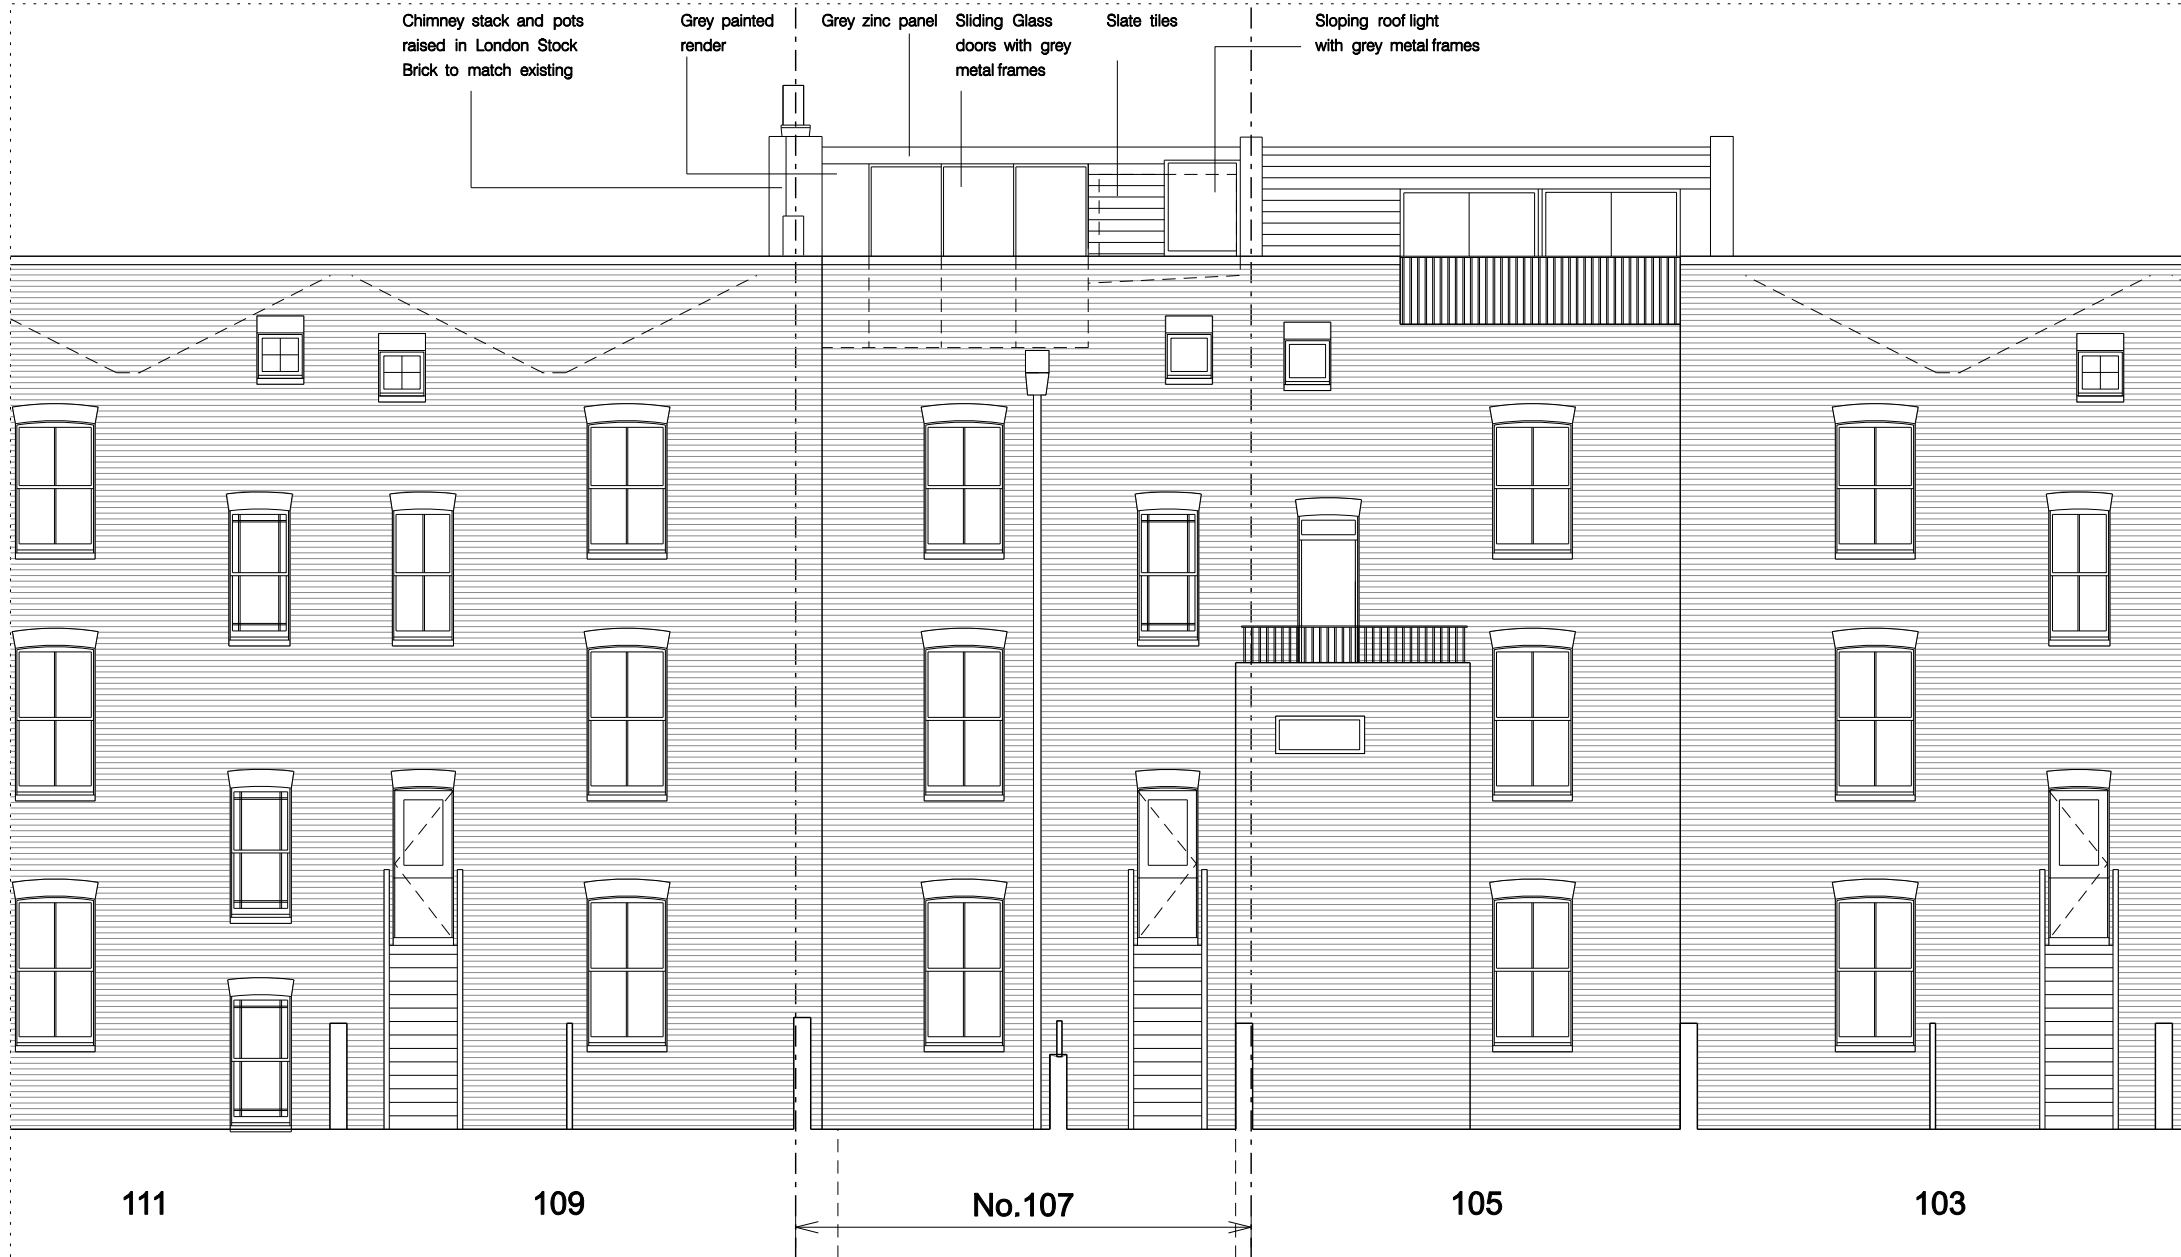 Chimney stack and pots
raised in London Stock
Brick to match existing
Grey painted
render
Grey zinc panel
Sliding Glass
doors with grey
metal frames
Slate tiles
Sloping roof light
with grey metal frames
111
109
No.107
105
103